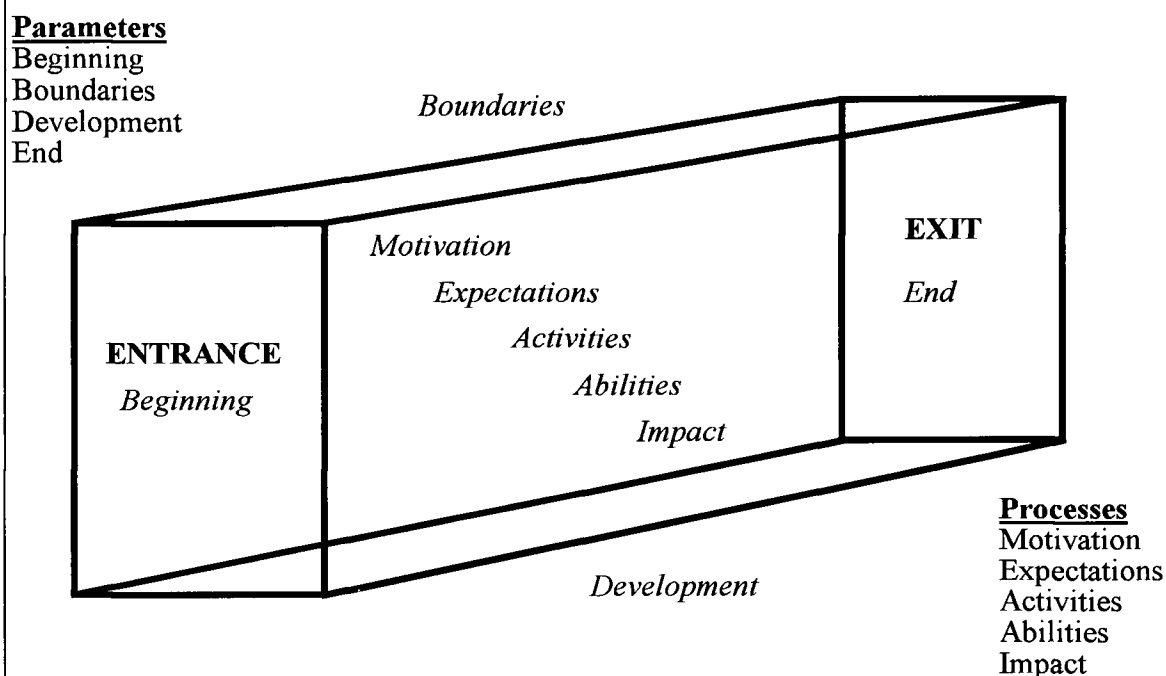 Parameters
Beginning
Boundaries
Development
End
Boundaries
Motivation
Expectations
Activities
Abilities
Impact
ENTRANCE
Beginning
EXIT
End
Development
Processes
Motivation
Expectations
Activities
Abilities
Impact